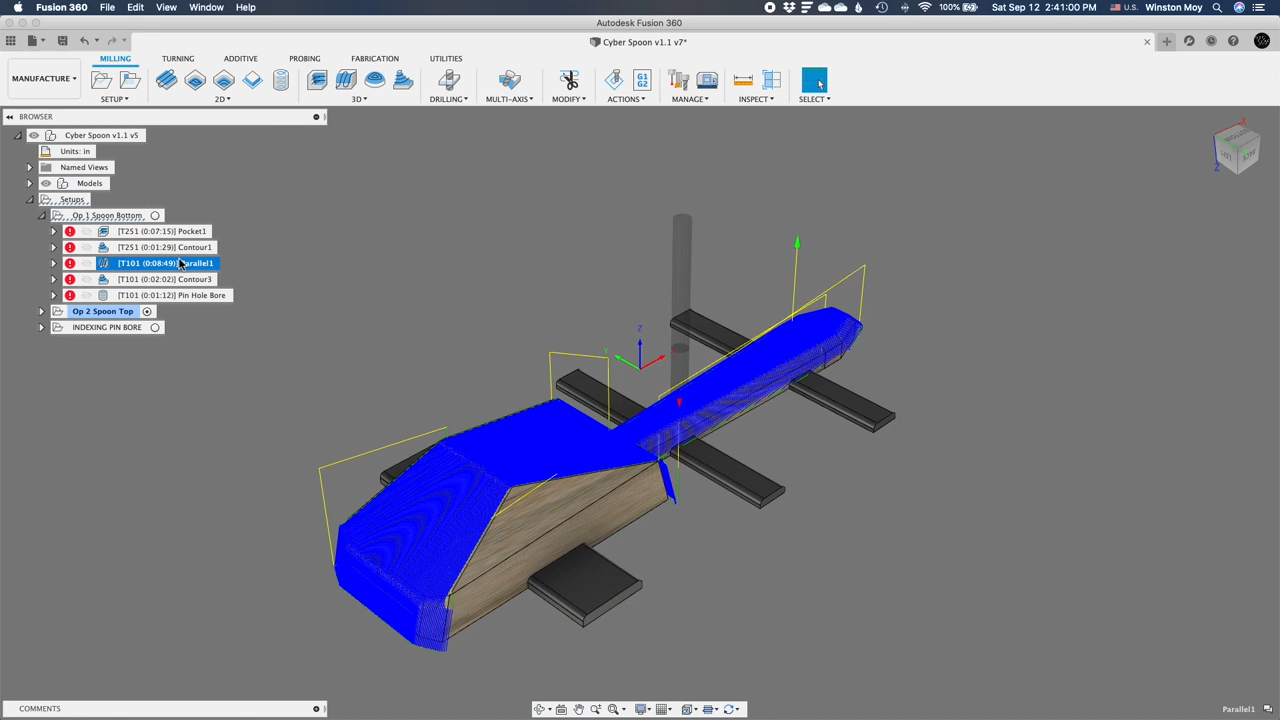 Fusion 360 File Edit View Window Help 100% Sat Sep 12 2:41:00 PM U.S. Winston Moy
Autodesk Fusion 360
Cyber Spoon v1.1 v7*
MILLING TURNING ADDITIVE PROBING FABRICATION UTILITIES
MANUFACTURE
G1
G2
SETUP 2D 3D DRILLING MULTI-AXIS MODIFY ACTIONS MANAGE INSPECT SELECT
BROWSER
Cyber Spoon v1.1 v5
Units: in
Named Views
Models
Setups
Op 1 Spoon Bottom
[T251 (0:07:15)] Pocket1
[T251 (0:01:29)] Contour1
[T101 (0:08:49)] Parallel1
[T101 (0:02:02)] Contour3
[T101 (0:01:12)] Pin Hole Bore
Op 2 Spoon Top
INDEXING PIN BORE
X
Z
Z
Y
COMMENTS
Parallel1